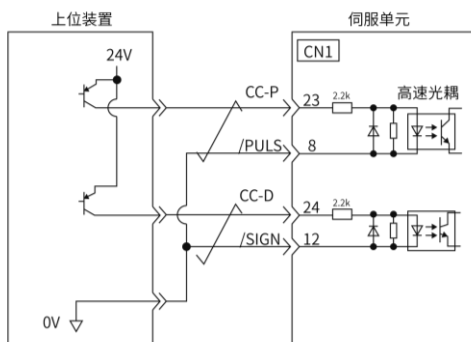 上位装置
伺服单元
24V
CN1
CC-P
23
2.2k
高速光耦
/PULS
8
CC-D
24
2.2k
/SIGN
12
0V